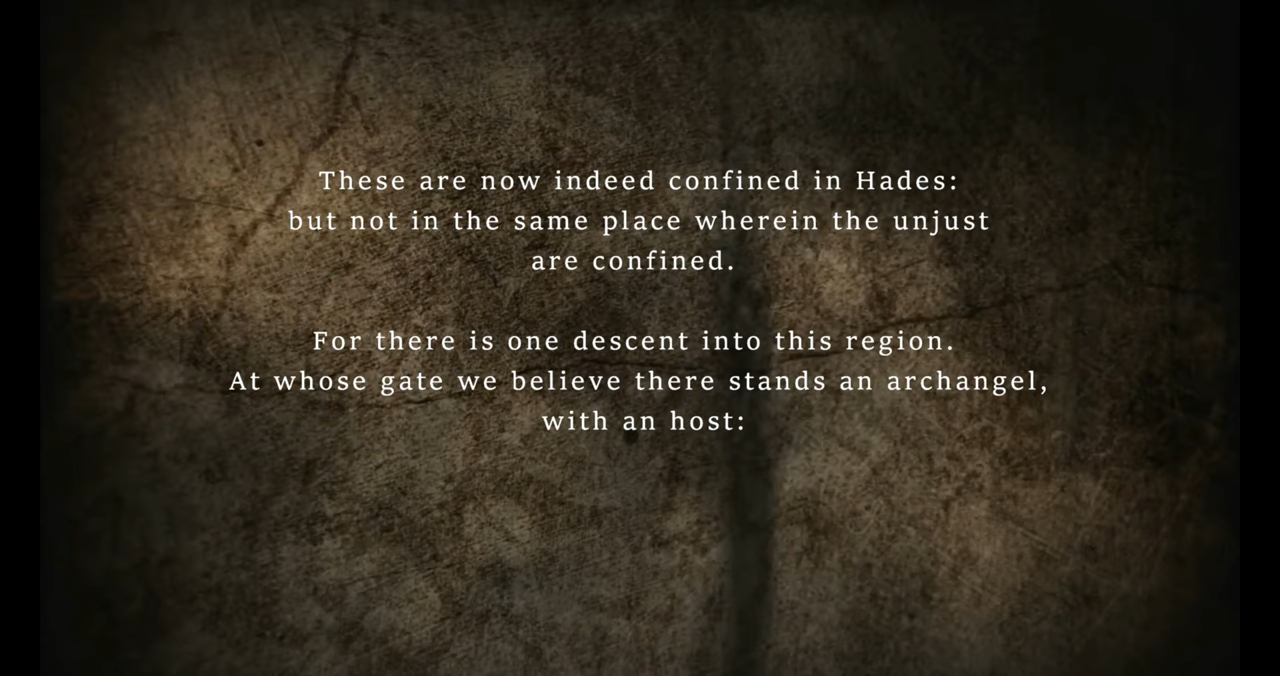 These are now indeed confined in Hades:
but not in the same place wherein the unjust
are confined.
For there is one descent into this region.
At whose gate we believe there stands an archangel,
with an host: